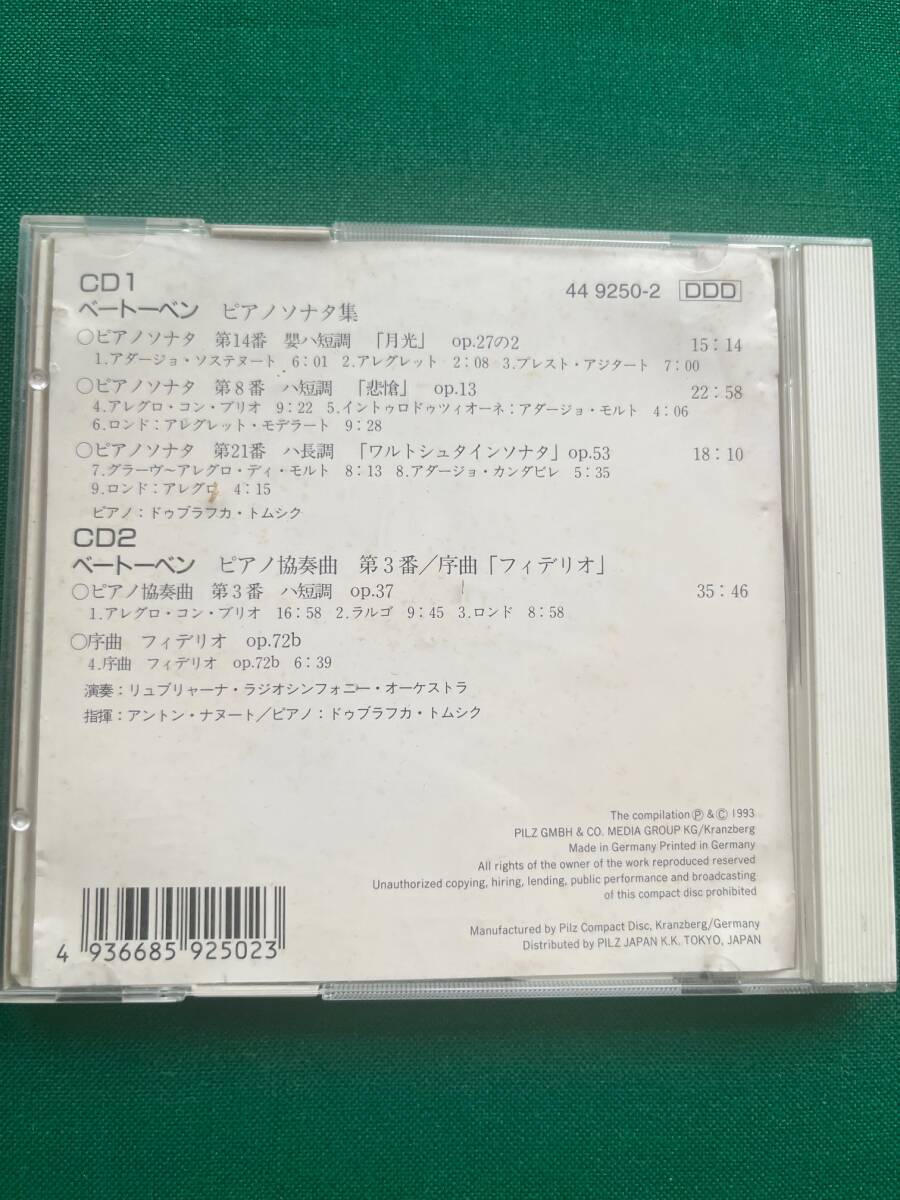 CD1
44 9250-2 DDD
ベートーベン ピアノソナタ集
○ピアノソナタ 第14番 嬰ハ短調 「月光」 op.27の2 15:14
1.アダージョ・ソステヌート 6:01 2.アレグレット 2:08 3.プレスト・アジタート 7:00
○ピアノソナタ 第8番 ハ短調 「悲愴」 op.13 22:58
4.アレグロ・コン・ブリオ 9:22 5.イントゥロドゥツィオーネ:アダージョ・モルト 4:06
6.ロンド:アレグレット・モデラート 9:28
○ピアノソナタ 第21番 ハ長調 「ワルトシュタインソナタ」op.53 18:10
7.グラーヴ〜アレグロ・ディ・モルト 8:13 8.アダージョ・カンダビレ 5:35
9.ロンド:アレグロ 4:15
ピアノ:ドゥブラフカ・トムシク
CD2
ベートーベン ピアノ協奏曲 第3番/序曲「フィデリオ」
○ピアノ協奏曲 第3番 ハ短調 op.37 35:46
1.アレグロ・コン・ブリオ 16:58 2.ラルゴ 9:45 3.ロンド 8:58
○序曲 フィデリオ op.72b
4.序曲 フィデリオ op.72b 6:39
演奏:リュブリャーナ・ラジオシンフォニー・オーケストラ
指揮:アントン・ナヌート/ピアノ:ドゥブラフカ・トムシク
The compilation Ⓟ & © 1993
PILZ GMBH & CO. MEDIA GROUP KG/Kranzberg
Made in Germany Printed in Germany
All rights of the owner of the work reproduced reserved
Unauthorized copying, hiring, lending, public performance and broadcasting
of this compact disc prohibited
Manufactured by Pilz Compact Disc, Kranzberg/Germany
Distributed by PILZ JAPAN K.K. TOKYO, JAPAN
4 936685 925023